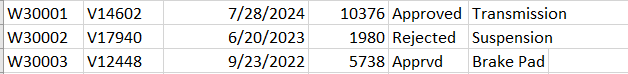 W30001 V14602 7/28/2024 10376 Approved Transmission
W30002 V17940 6/20/2023 1980 Rejected Suspension
W30003 V12448 9/23/2022 5738 Apprvd Brake Pad